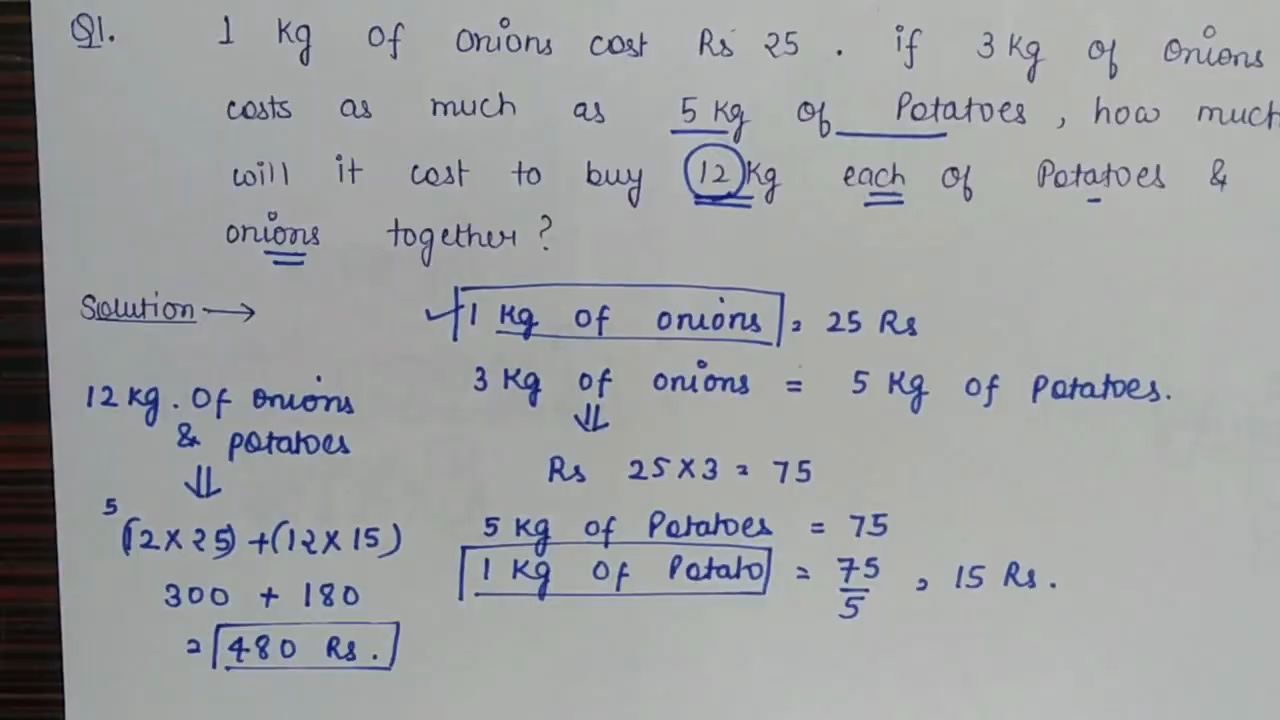 Q1. 1 Kg of onions cost Rs 25 . if 3 Kg of onions
costs as much as 5 Kg of Potatoes , how much
will it cost to buy 12 Kg each of Potatoes &
onions together ?
Solution → 1 Kg of onions = 25 Rs
3 Kg of onions = 5 Kg of Potatoes.
⇓
Rs 25 X 3 = 75
5 Kg of Potatoes = 75
1 Kg of Potato = 75/5 , 15 Rs .
12 Kg . Of onions
& potatoes
⇓
5
(12 X 25) + (12 X 15)
300 + 180
= 480 Rs .